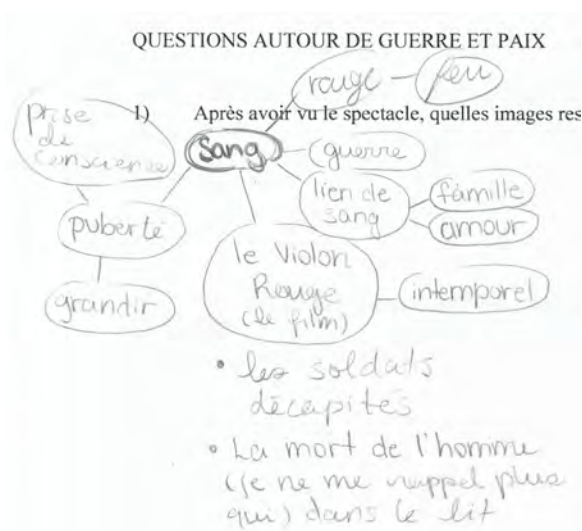 QUESTIONS AUTOUR DE GUERRE ET PAIX
rouge - feu
prise
de
conscience
1) Après avoir vu le spectacle, quelles images res
Sang
guerre
lien de
sang
famille
amour
puberté
grandir
le Violon
Rouge
(le film)
intemporel
• les soldats
décapités
• La mort de l'homme
(je ne me rappel plus
qui) dans le lit